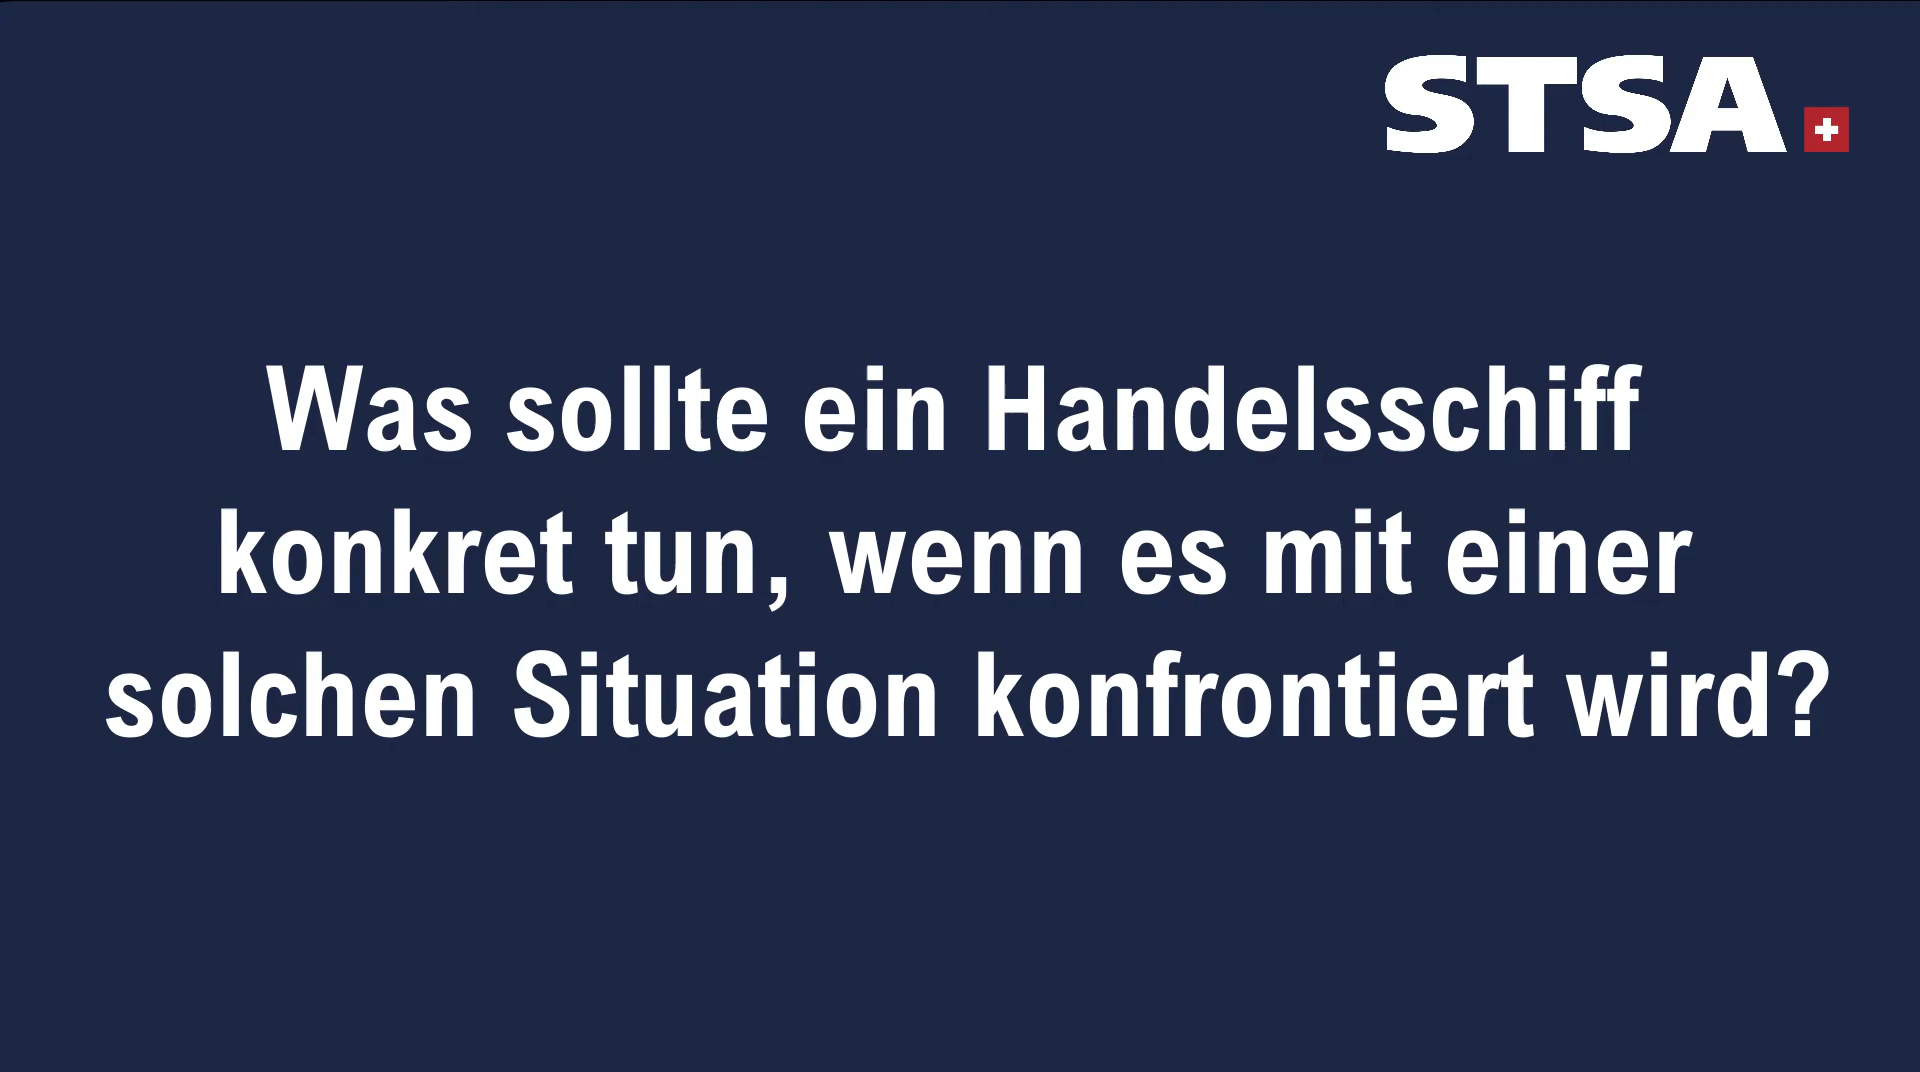 STSA
Was sollte ein Handelsschiff
konkret tun, wenn es mit einer
solchen Situation konfrontiert wird?